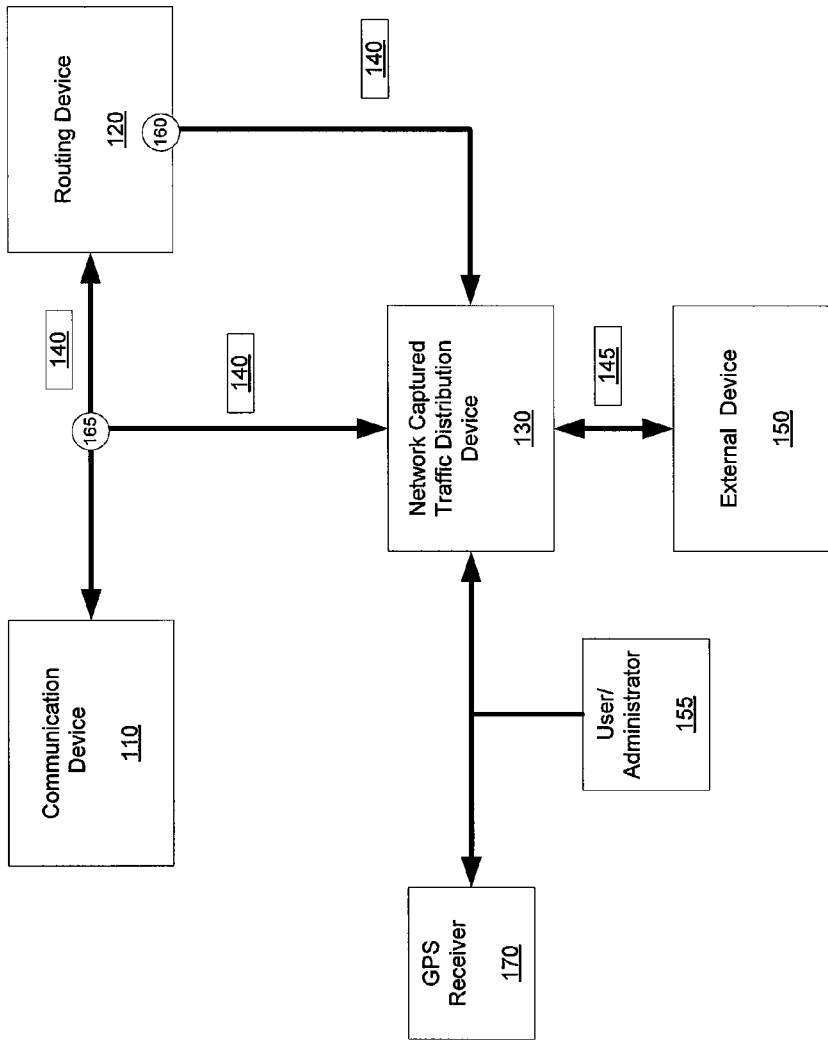 Communication
Device
110
165
140
Routing Device
120
160
140
140
GPS
Receiver
170
Network Captured
Traffic Distribution
Device
130
User/
Administrator
155
145
External Device
150